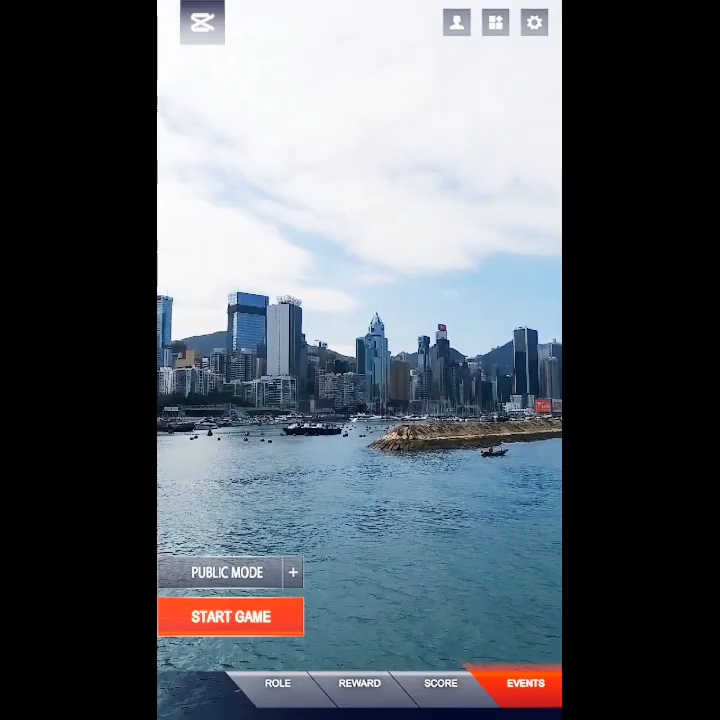 PUBLIC MODE +
START GAME
ROLE
REWARD
SCORE
EVENTS